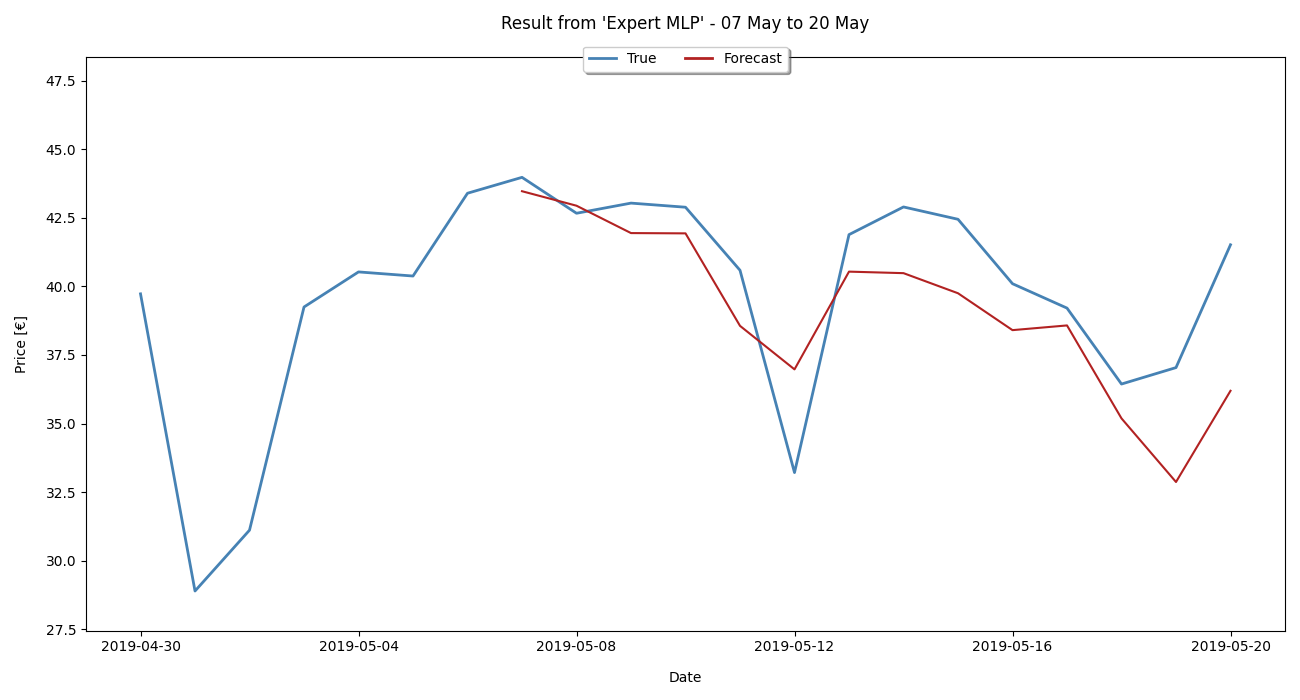 Result from 'Expert MLP' - 07 May to 20 May
True Forecast
47.5
45.0
42.5
40.0
37.5
35.0
32.5
30.0
27.5
Price [€]
2019-04-30 2019-05-04 2019-05-08 2019-05-12 2019-05-16 2019-05-20
Date